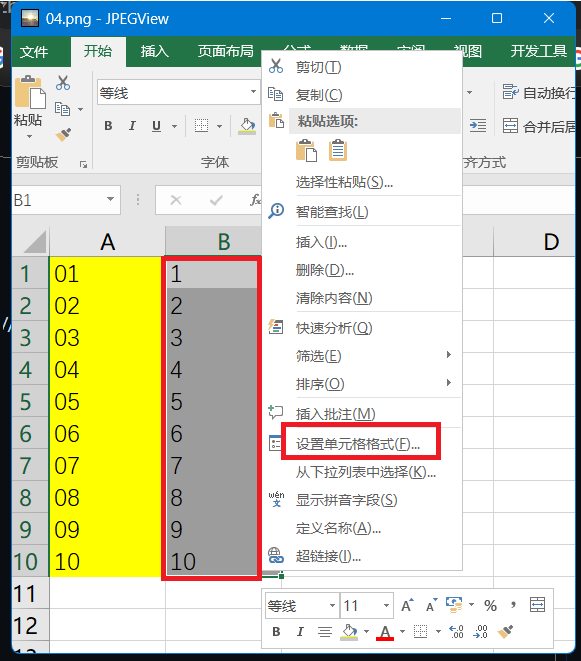 04.png - JPEGView
文件 开始 插入 页面布局 公式 数据 审阅 视图 开发工具
粘贴
剪贴板
等线
B I U
字体
自动换行
合并后居
齐方式
B1
fx
A B D
1 01 1
2 02 2
3 03 3
4 04 4
5 05 5
6 06 6
7 07 7
8 08 8
9 09 9
10 10 10
11
12
剪切(T)
复制(C)
粘贴选项:
选择性粘贴(S)...
智能查找(L)
插入(I)...
删除(D)...
清除内容(N)
快速分析(Q)
筛选(E)
排序(O)
插入批注(M)
设置单元格格式(F)...
从下拉列表中选择(K)...
wén
文
显示拼音字段(S)
定义名称(A)...
超链接(I)...
等线 11 A A % ,
B I A .00 .00